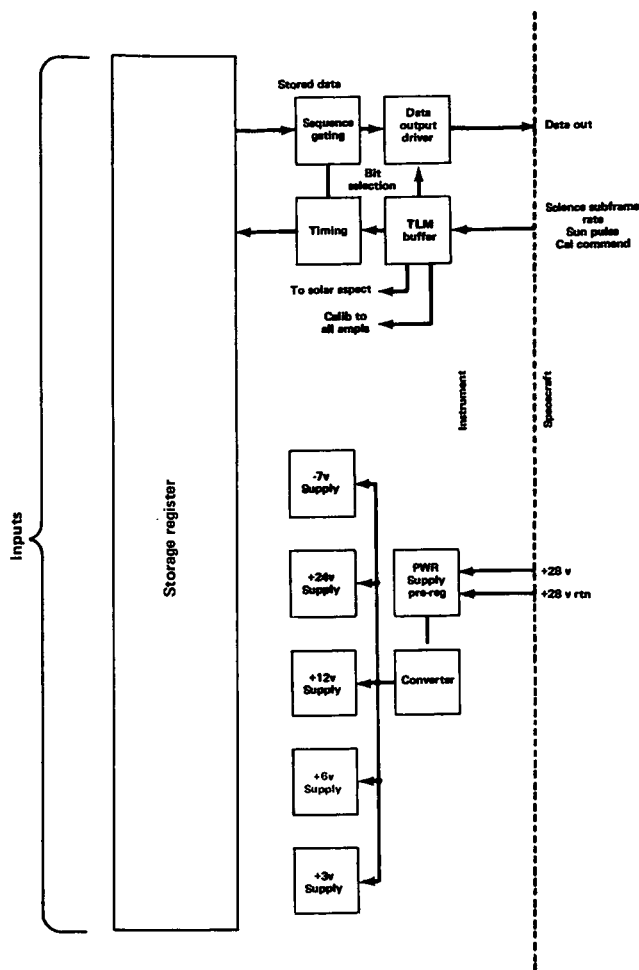 Stored data
Sequence
gating
Data
output
driver
Data out
Bit
selection
Timing
TLM
buffer
Science subframe
rate
Sun pulse
Cal command
To solar aspect
Calib to
all ampls
Instrument
Spacecraft
Inputs
Storage register
-7v
Supply
+24v
Supply
+12v
Supply
+6v
Supply
+3v
Supply
PWR
Supply
pre-reg
Converter
+28 v
+28 v rtn